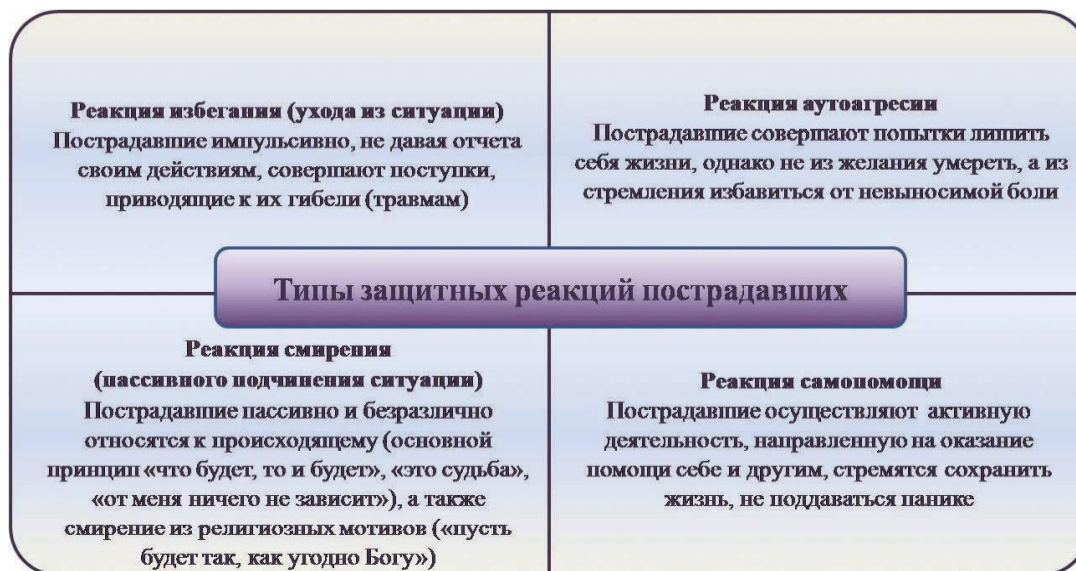 Реакция избегания (ухода из ситуации)
Пострадавшие импульсивно, не давая отчета
своим действиям, совершают поступки,
приводящие к их гибели (травмам)
Реакция аутоагресии
Пострадавшие совершают попытки лишить
себя жизни, однако не из желания умереть, а из
стремления избавиться от невыносимой боли
Типы защитных реакций пострадавших
Реакция смирения
(пассивного подчинения ситуации)
Пострадавшие пассивно и безразлично
относятся к происходящему (основной
принцип «что будет, то и будет», «это судьба»,
«от меня ничего не зависит»), а также
смирение из религиозных мотивов («пусть
будет так, как угодно Богу»)
Реакция самопомощи
Пострадавшие осуществляют активную
деятельность, направленную на оказание
помощи себе и другим, стремятся сохранить
жизнь, не поддаваться панике